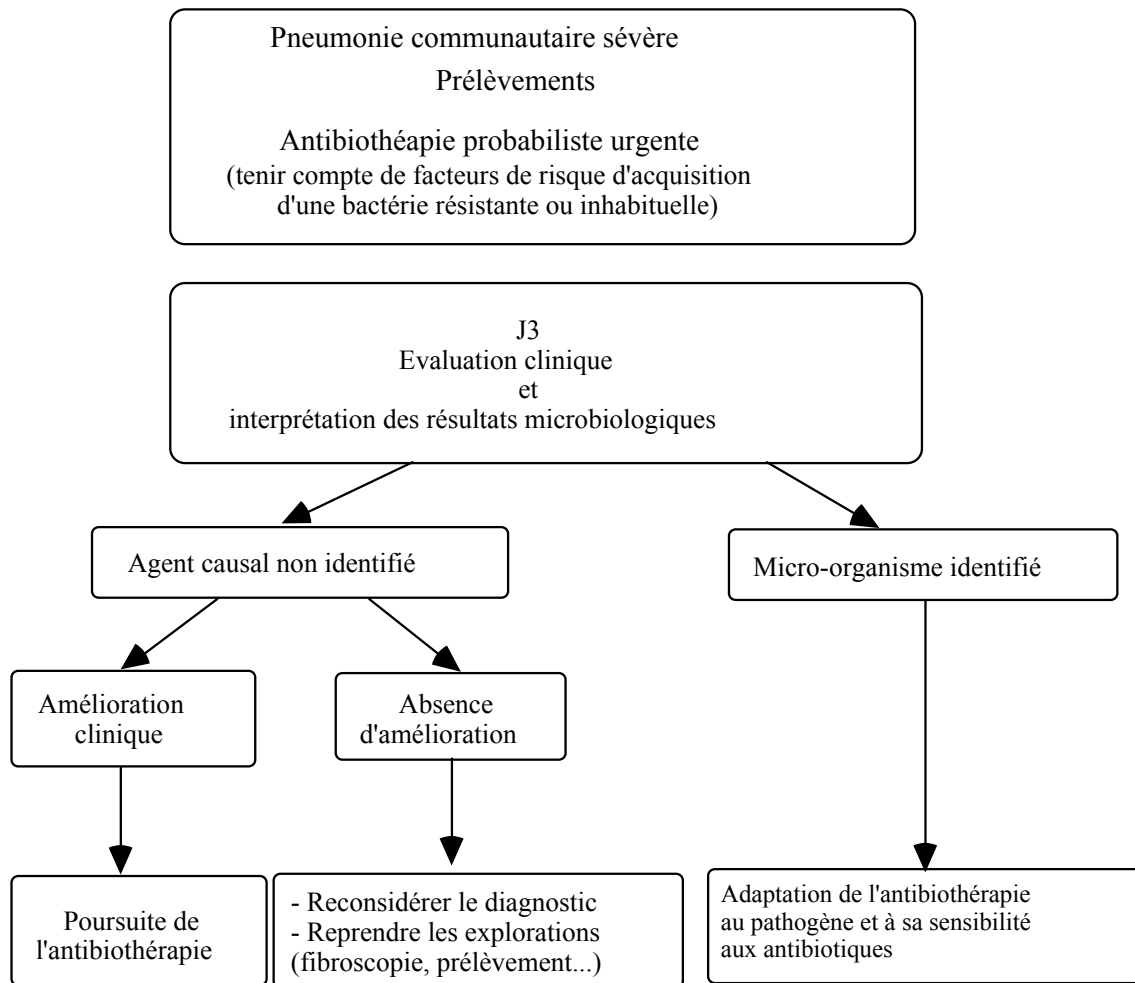 Pneumonie communautaire sévère
Prélèvements
Antibiothéapie probabiliste urgente
(tenir compte de facteurs de risque d'acquisition
d'une bactérie résistante ou inhabituelle)
J3
Evaluation clinique
et
interprétation des résultats microbiologiques
Agent causal non identifié
Micro-organisme identifié
Amélioration
clinique
Absence
d'amélioration
Poursuite de
l'antibiothérapie
- Reconsidérer le diagnostic
- Reprendre les explorations
(fibroscopie, prélèvement...)
Adaptation de l'antibiothérapie
au pathogène et à sa sensibilité
aux antibiotiques